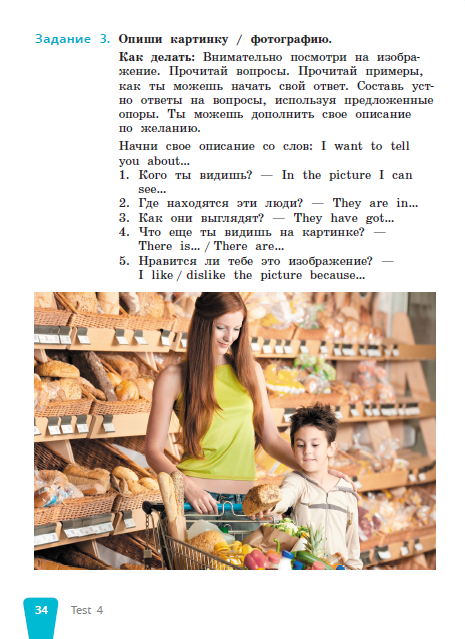 Задание 3. Опиши картинку / фотографию.
Как делать: Внимательно посмотри на изобра-
жение. Прочитай вопросы. Прочитай примеры,
как ты можешь начать свой ответ. Составь уст-
но ответы на вопросы, используя предложенные
опоры. Ты можешь дополнить свое описание
по желанию.
Начни свое описание со слов: I want to tell
you about...
1. Кого ты видишь? — In the picture I can
see...
2. Где находятся эти люди? — They are in...
3. Как они выглядят? — They have got...
4. Что еще ты видишь на картинке? —
There is... / There are...
5. Нравится ли тебе это изображение? —
I like / dislike the picture because...
34 Test 4